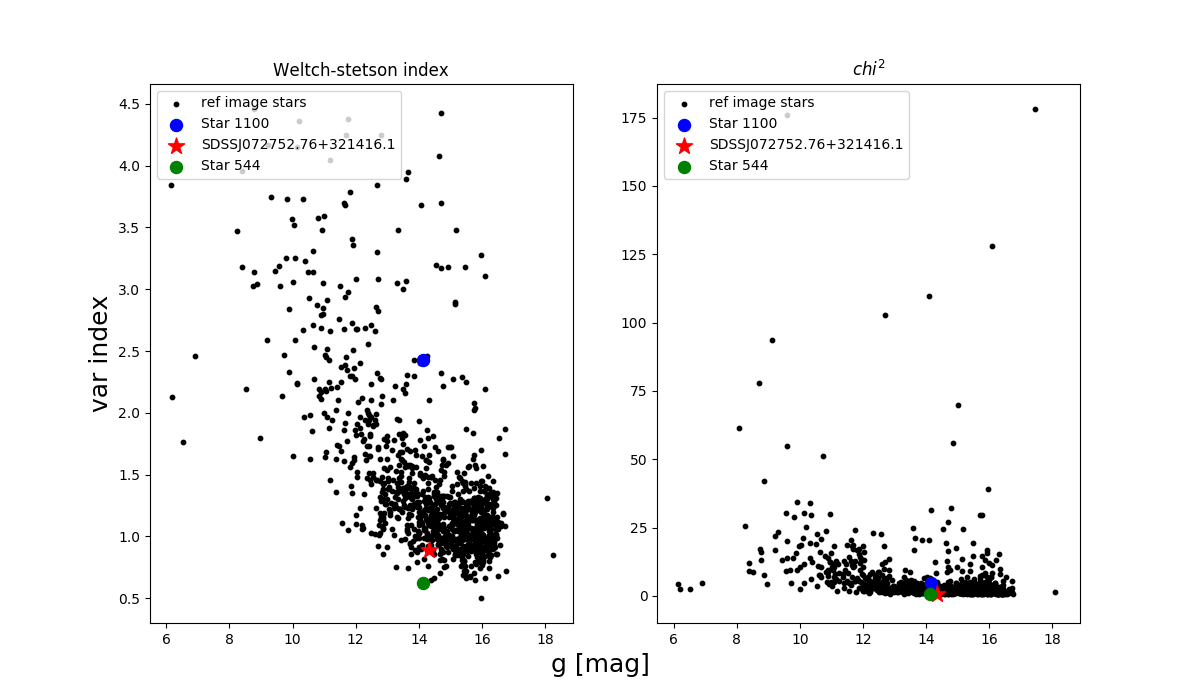 Weltch-stetson index
chi²
ref image stars
Star 1100
SDSSJ072752.76+321416.1
Star 544
ref image stars
Star 1100
SDSSJ072752.76+321416.1
Star 544
var index
4.5
4.0
3.5
3.0
2.5
2.0
1.5
1.0
0.5
6 8 10 12 14 16 18
175
150
125
100
75
50
25
0
6 8 10 12 14 16 18
g [mag]